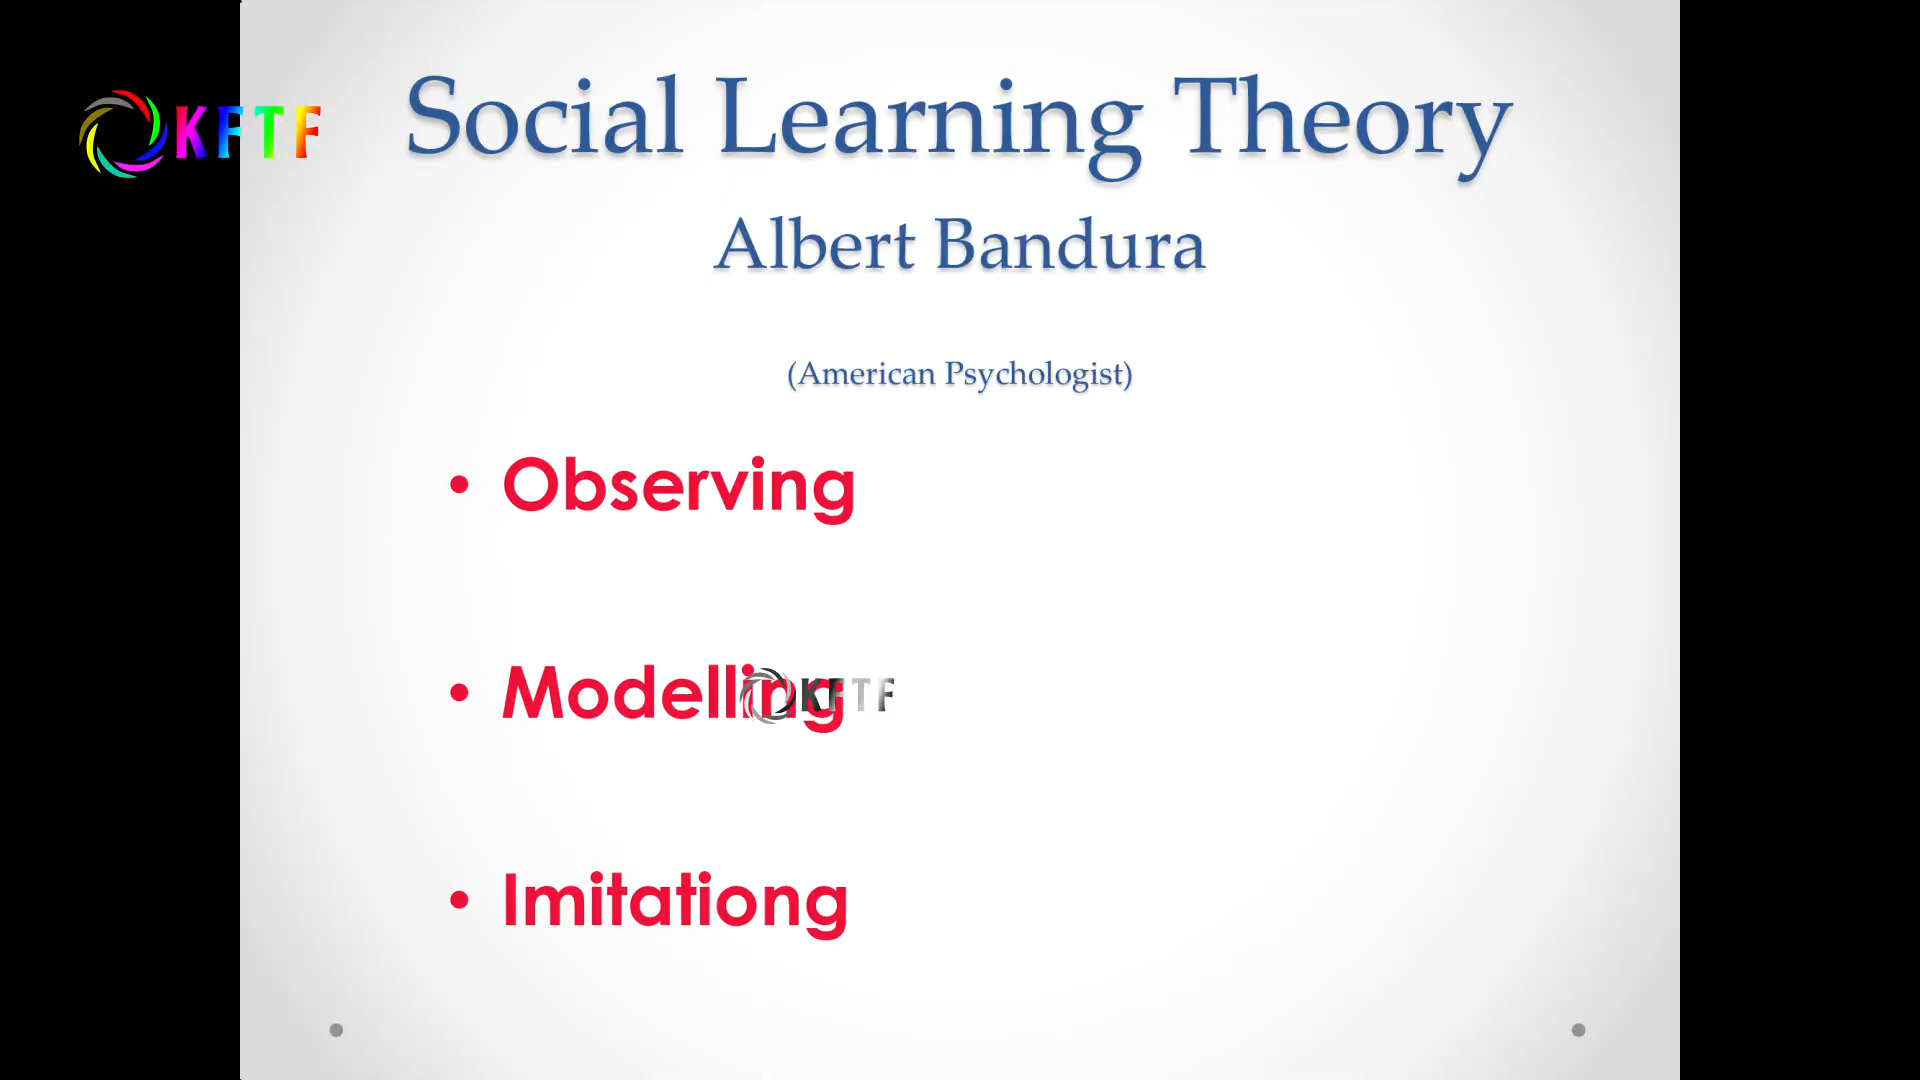 KFTF
Social Learning Theory
Albert Bandura
(American Psychologist)
• Observing
• Modelling
KFTF
• Imitationg